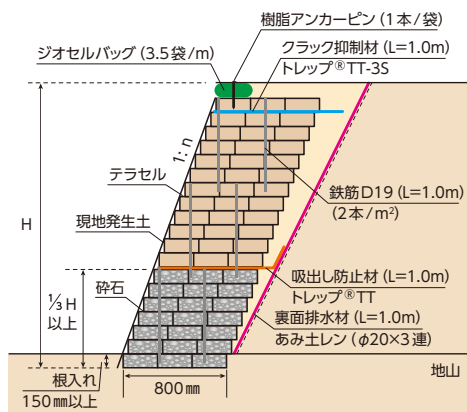 樹脂アンカーピン(1本/袋)
ジオセルバッグ(3.5袋/m)
クラック抑制材(L=1.0m)
トレップ®TT-3S
1:n
テラセル
H
鉄筋D19(L=1.0m)
(2本/m²)
現地発生土
吸出し防止材(L=1.0m)
トレップ®TT
砕石
⅓H
以上
裏面排水材(L=1.0m)
あみ土レン(φ20×3連)
根入れ
150㎜以上
800㎜
地山